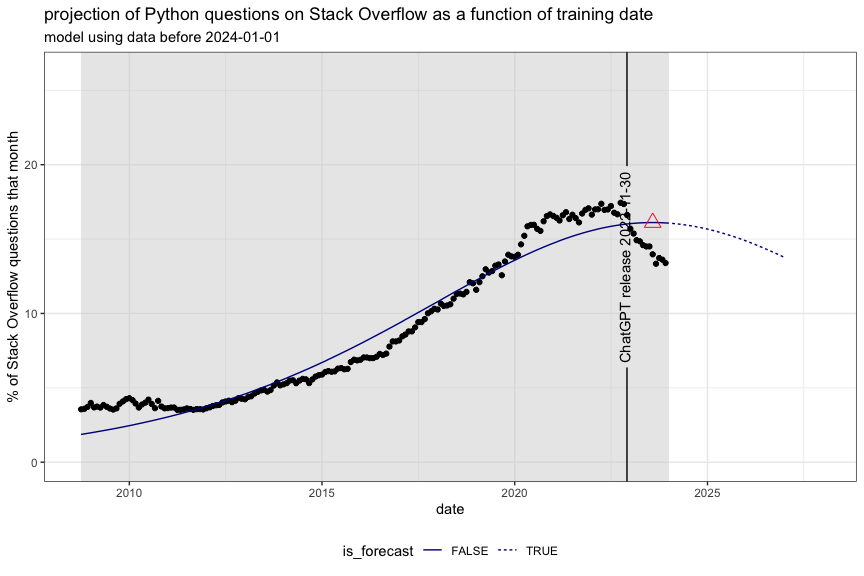 projection of Python questions on Stack Overflow as a function of training date
model using data before 2024-01-01
% of Stack Overflow questions that month
20
10
0
ChatGPT release 2022-11-30
2010
2015
2020
2025
date
is_forecast
FALSE
TRUE